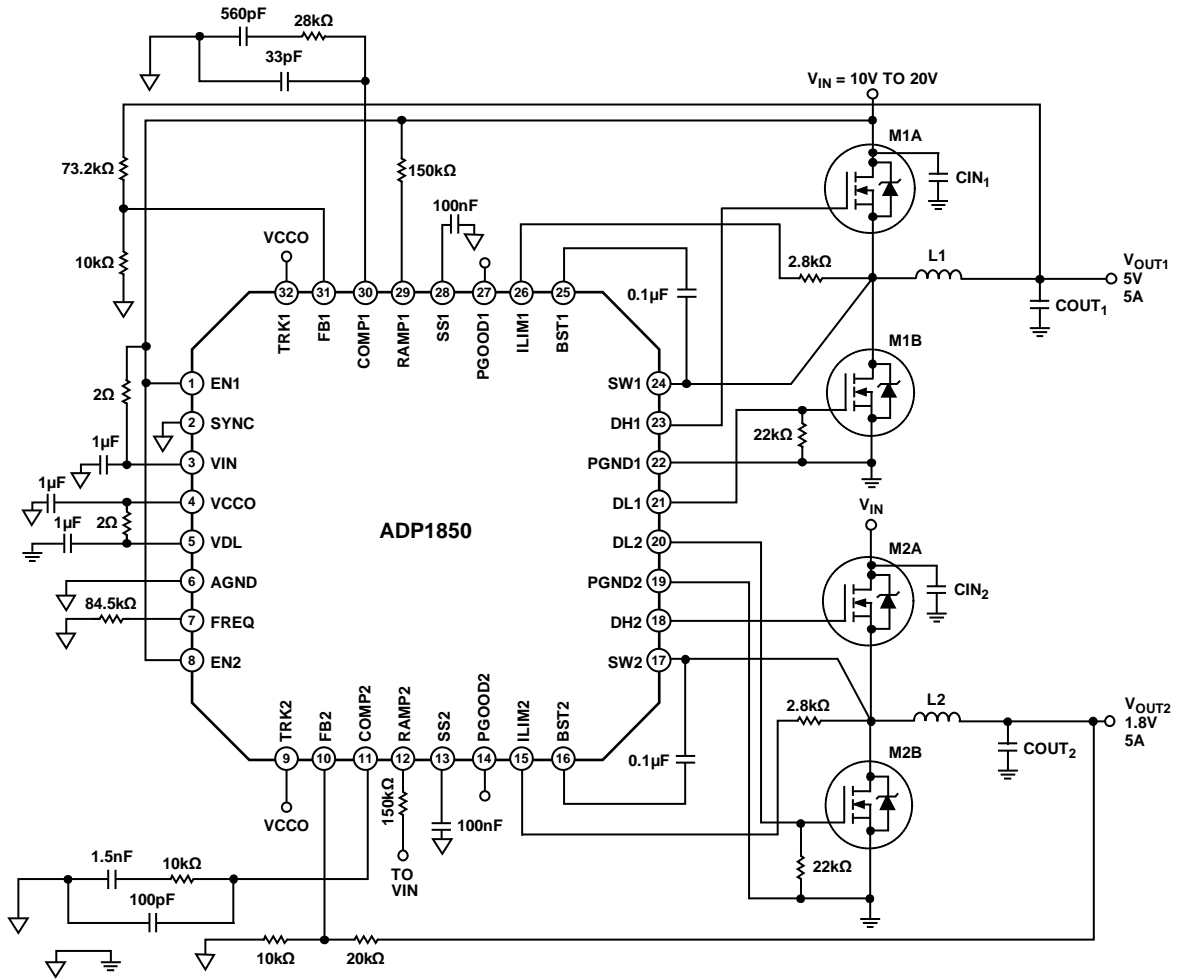 560pF
28kΩ
33pF
VIN = 10V TO 20V
M1A
CIN1
73.2kΩ
150kΩ
100nF
VCCO
10kΩ
2.8kΩ
L1
VOUT1
5V
5A
0.1µF
COUT1
32 31 30 29 28 27 26 25
TRK1
FB1
COMP1
RAMP1
SS1
PGOOD1
ILIM1
BST1
M1B
1 EN1
SW1 24
2Ω
2 SYNC
DH1 23
22kΩ
1µF
3 VIN
PGND1 22
1µF
4 VCCO
DL1 21
VIN
2Ω
ADP1850
1µF
5 VDL
DL2 20
M2A
6 AGND
PGND2 19
CIN2
84.5kΩ
7 FREQ
DH2 18
8 EN2
SW2 17
TRK2
FB2
COMP2
RAMP2
SS2
PGOOD2
ILIM2
BST2
2.8kΩ
L2
VOUT2
1.8V
5A
COUT2
9 10 11 12 13 14 15 16
0.1µF
M2B
VCCO
150kΩ
100nF
TO
VIN
22kΩ
1.5nF
10kΩ
100pF
10kΩ
20kΩ